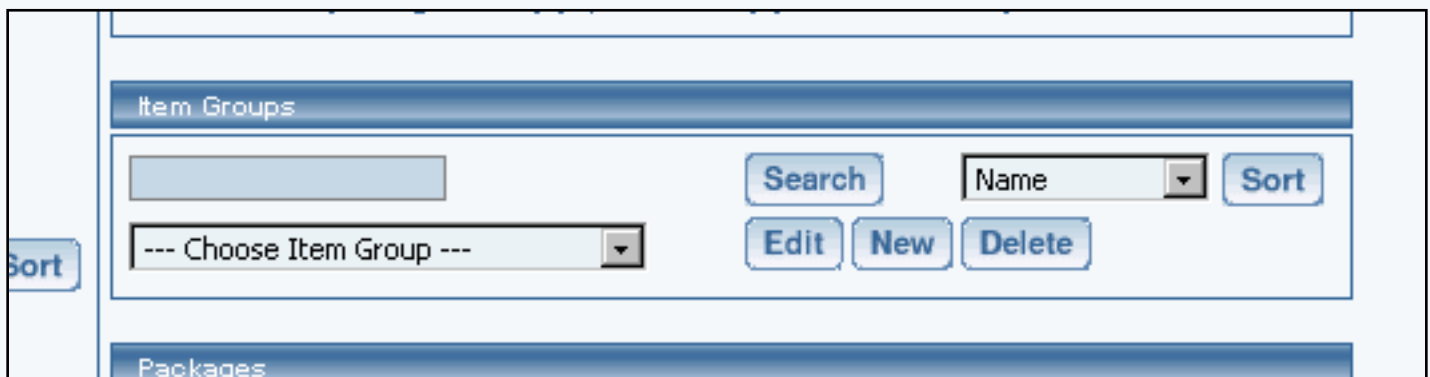 Item Groups
Search Name Sort
--- Choose Item Group --- Edit New Delete
Sort
Packages